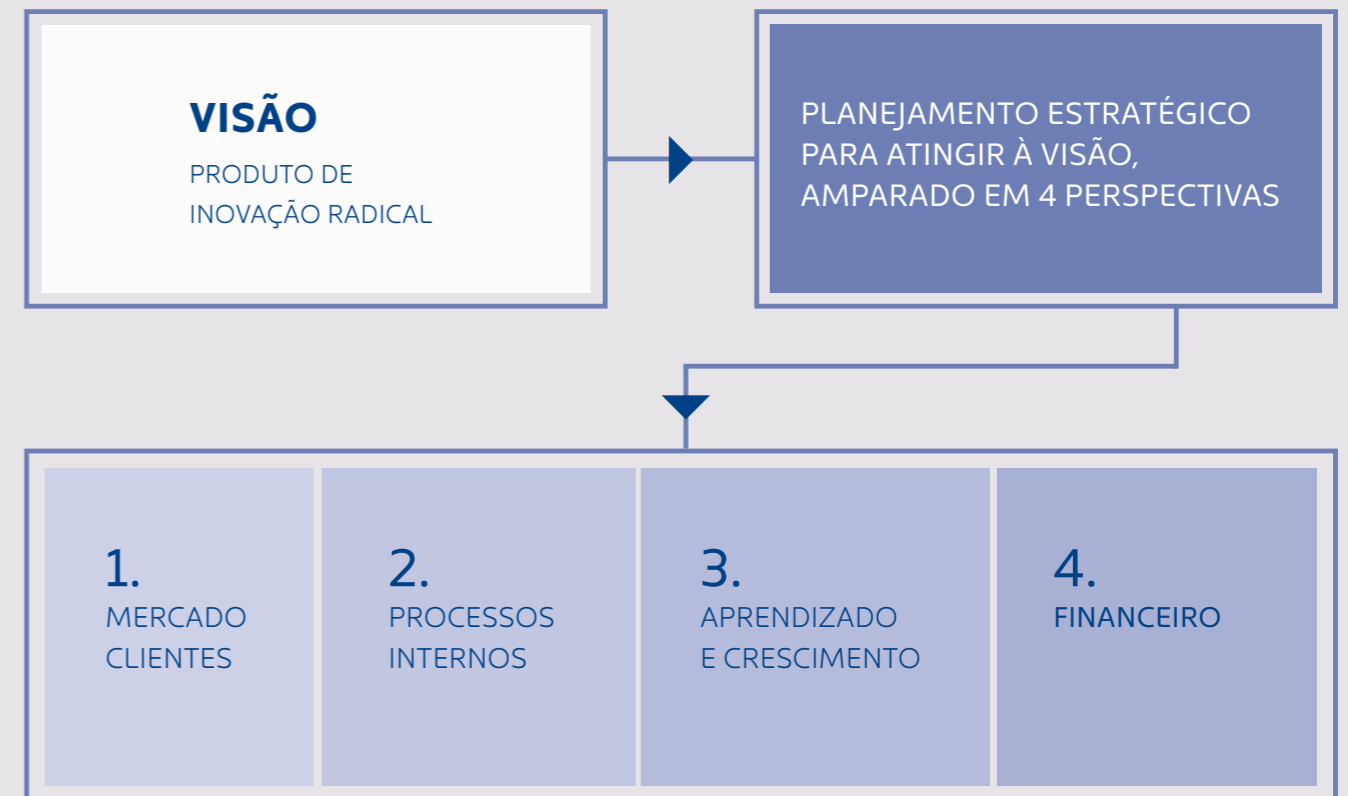 VISÃO
PRODUTO DE
INOVAÇÃO RADICAL
PLANEJAMENTO ESTRATÉGICO
PARA ATINGIR À VISÃO,
AMPARADO EM 4 PERSPECTIVAS
1.
MERCADO
CLIENTES
2.
PROCESSOS
INTERNOS
3.
APRENDIZADO
E CRESCIMENTO
4.
FINANCEIRO